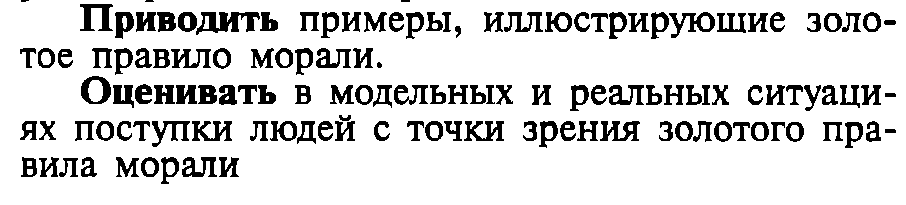 Приводить примеры, иллюстрирующие золо-
тое правило морали.
Оценивать в модельных и реальных ситуаци-
ях поступки людей с точки зрения золотого пра-
вила морали